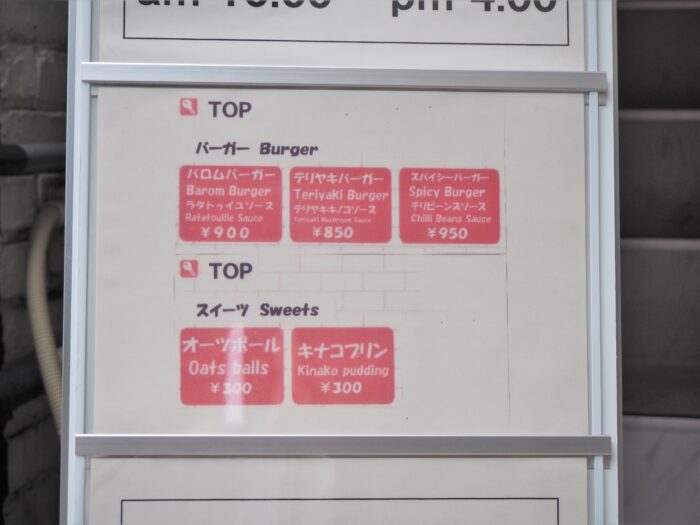 TOP
バーガー Burger
バロムバーガー
Barom Burger
ラタトゥイユソース
Ratatouille Sauce
¥900
テリヤキバーガー
Teriyaki Burger
テリヤキキノコソース
Teriyaki Mushroom Sauce
¥850
スパイシーバーガー
Spicy Burger
チリビーンズソース
Chilli Beans Sauce
¥950
TOP
スイーツ Sweets
オーツボール
Oats balls
¥300
キナコプリン
Kinako pudding
¥300